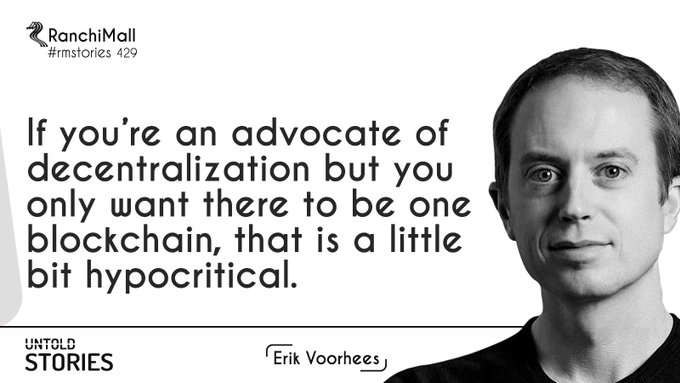 RanchiMall
#rmstories 429
If you're an advocate of
decentralization but you
only want there to be one
blockchain, that is a little
bit hypocritical.
UNTOLD
STORIES
Erik Voorhees